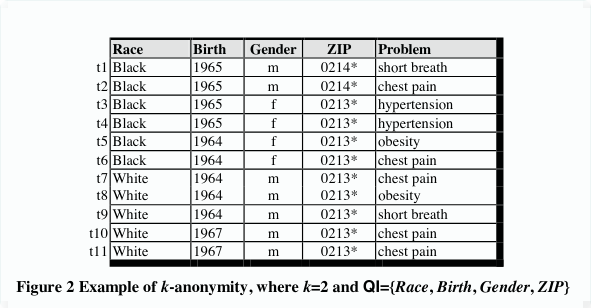 Race Birth Gender ZIP Problem
t1 Black 1965 m 0214* short breath
t2 Black 1965 m 0214* chest pain
t3 Black 1965 f 0213* hypertension
t4 Black 1965 f 0213* hypertension
t5 Black 1964 f 0213* obesity
t6 Black 1964 f 0213* chest pain
t7 White 1964 m 0213* chest pain
t8 White 1964 m 0213* obesity
t9 White 1964 m 0213* short breath
t10 White 1967 m 0213* chest pain
t11 White 1967 m 0213* chest pain
Figure 2 Example of k-anonymity, where k=2 and QI={Race, Birth, Gender, ZIP}